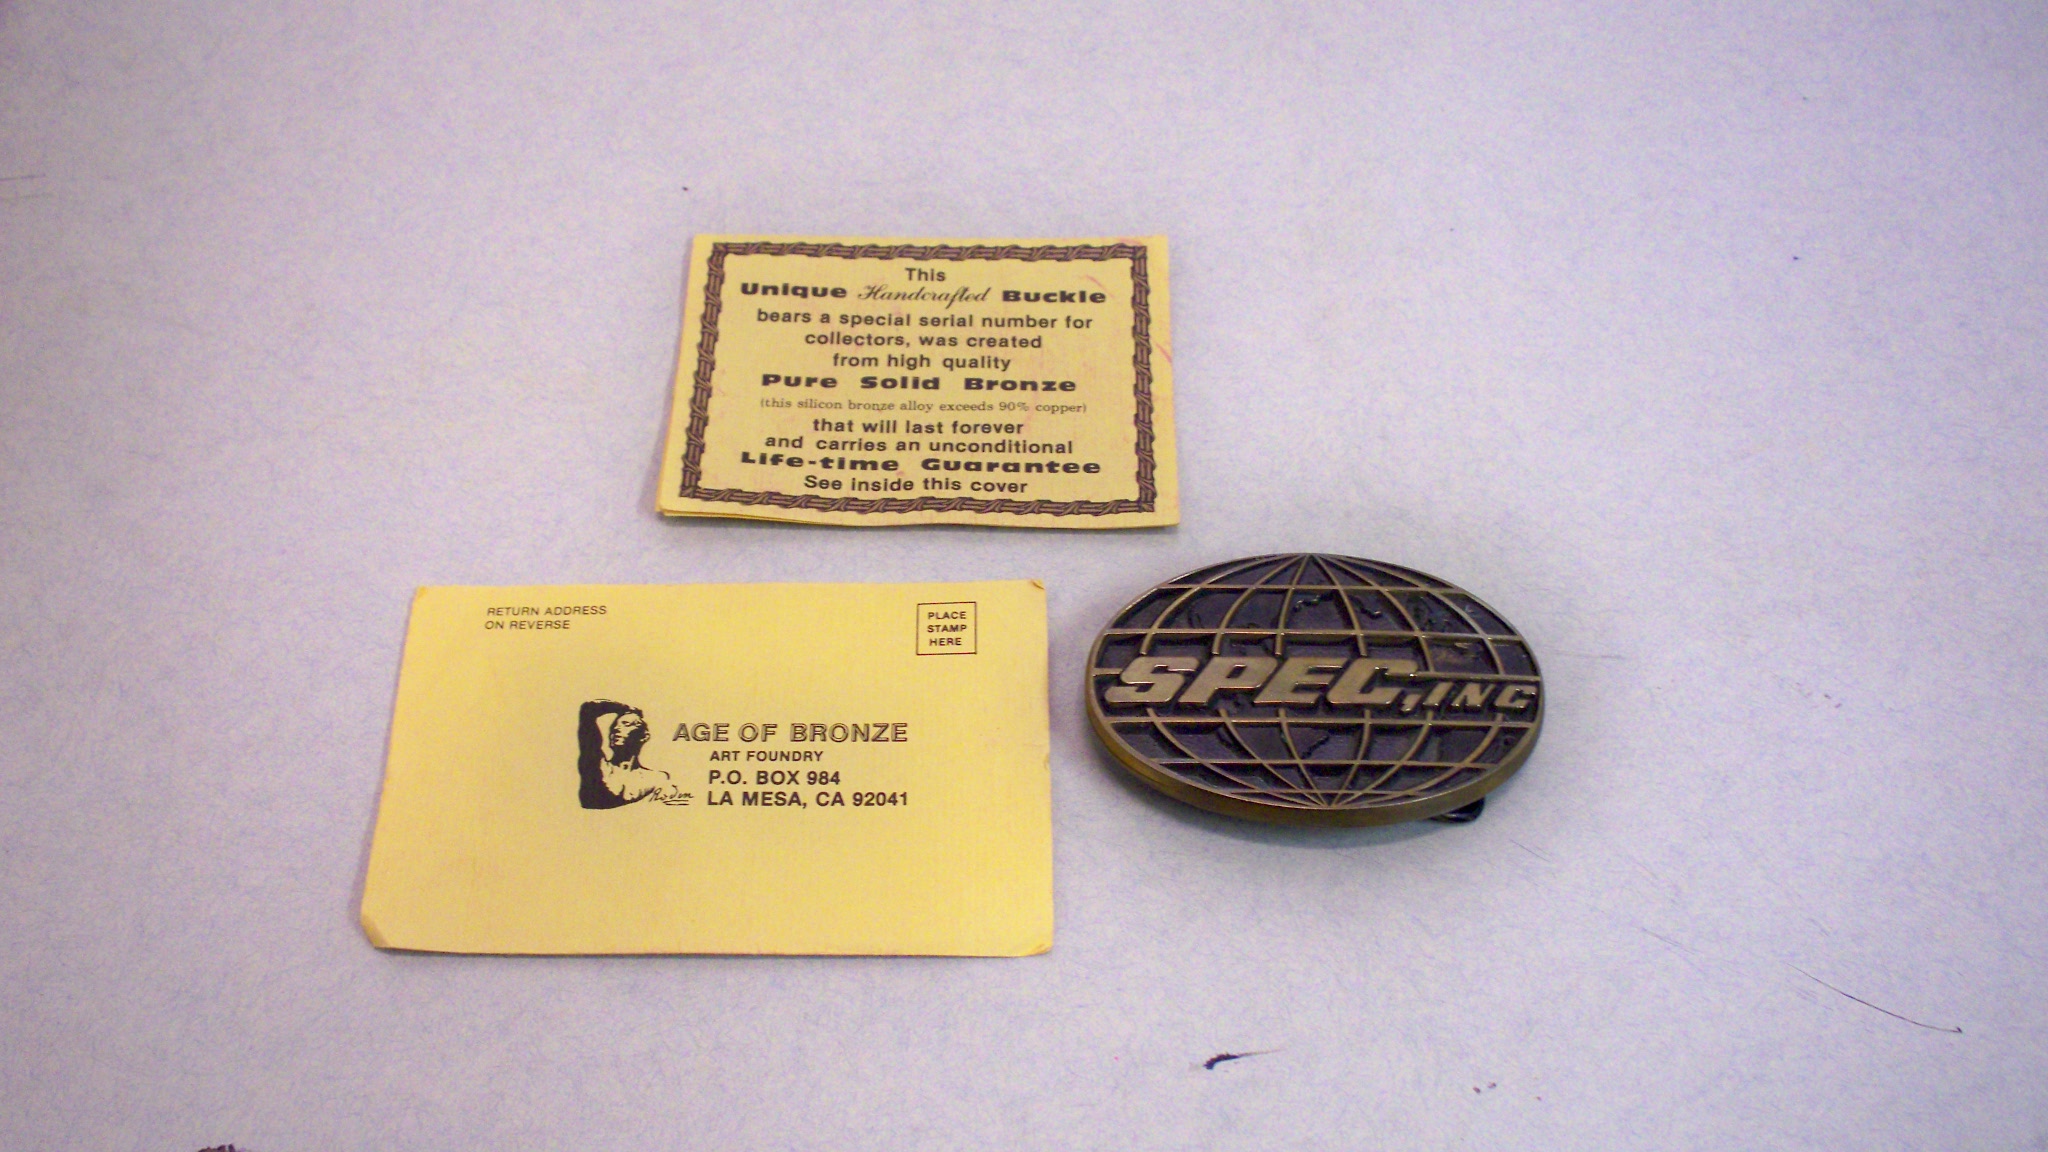 This
Unique Handcrafted Buckle
bears a special serial number for
collectors, was created
from high quality
Pure Solid Bronze
(this silicon bronze alloy exceeds 90% copper)
that will last forever
and carries an unconditional
Life-time Guarantee
See inside this cover
RETURN ADDRESS
ON REVERSE
PLACE
STAMP
HERE
AGE OF BRONZE
ART FOUNDRY
P.O. BOX 984
LA MESA, CA 92041
Rodin
SPEC, INC